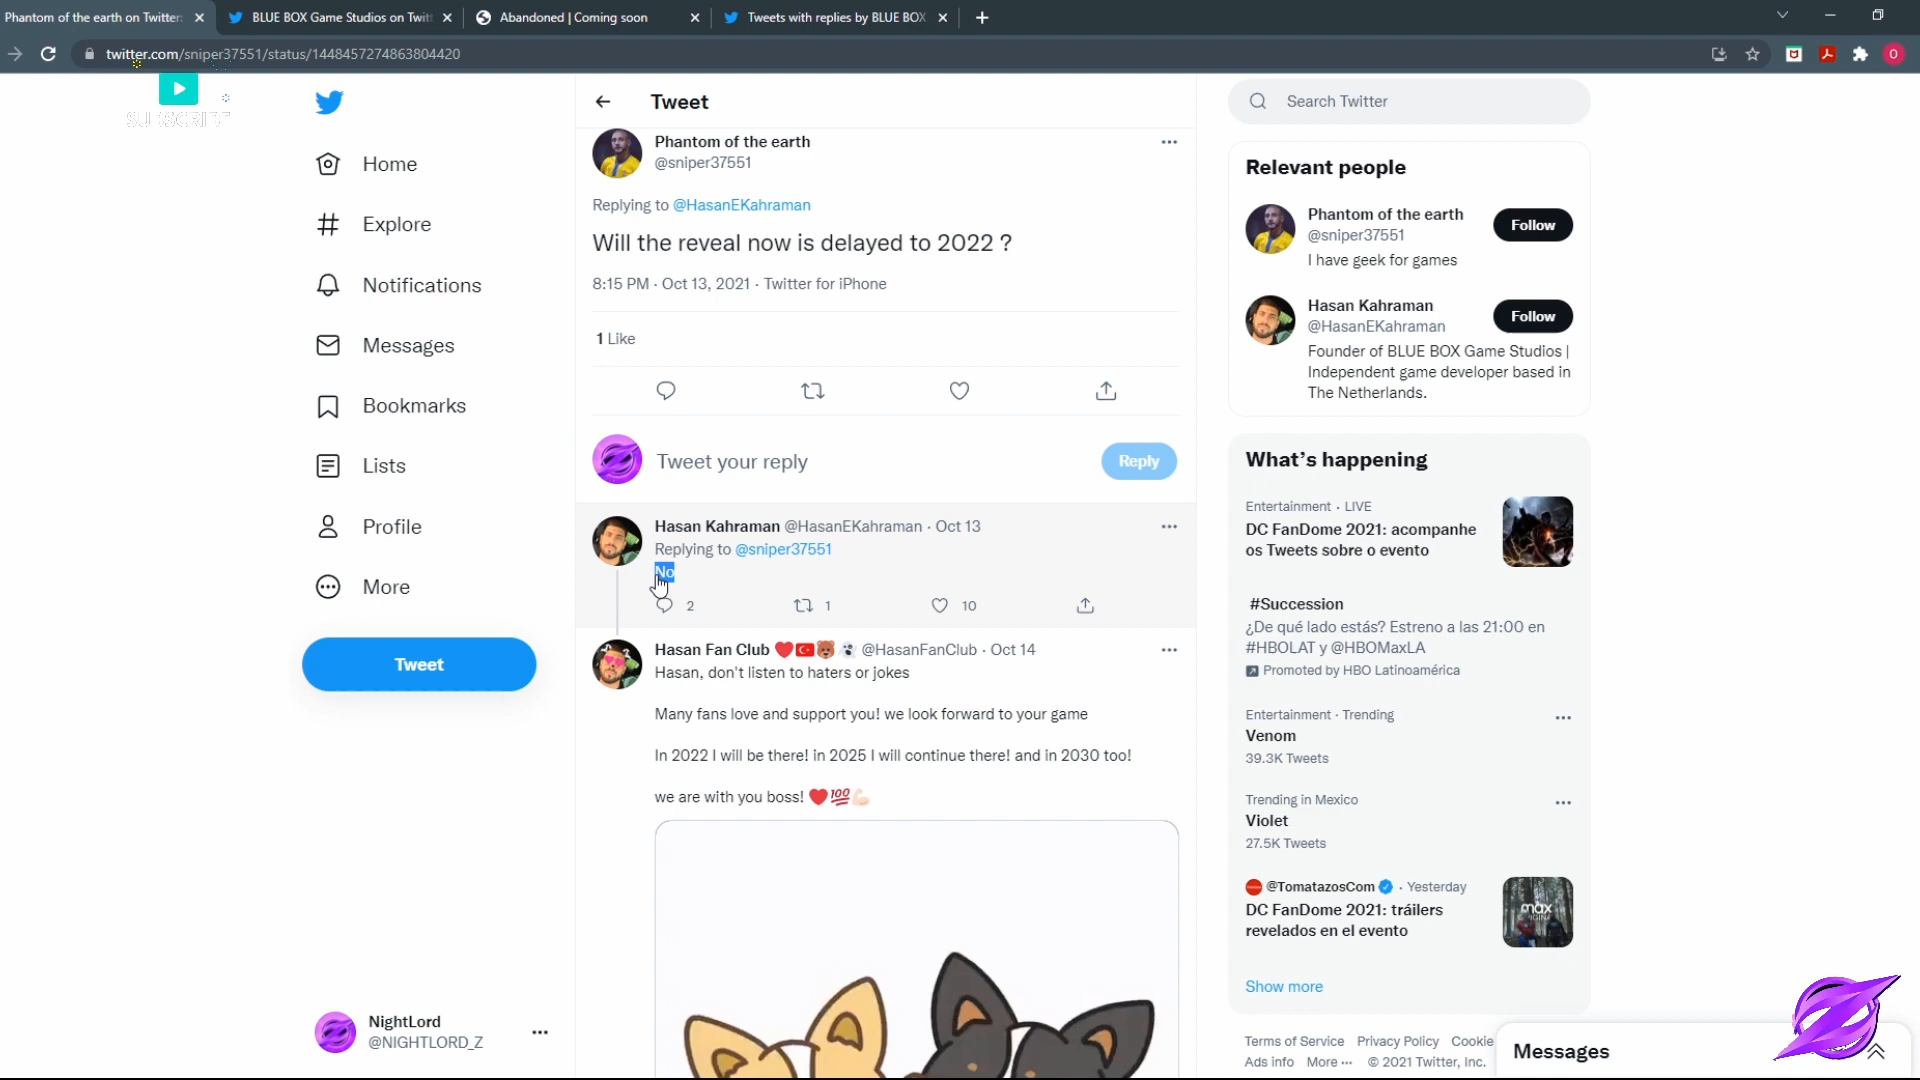 Phantom of the earth on Twitter:
BLUE BOX Game Studios on Twitt
Abandoned | Coming soon
Tweets with replies by BLUE BOX
twitter.com/sniper37551/status/1448457274863804420
SUBSCRIBE
Home
Explore
Notifications
Messages
Bookmarks
Lists
Profile
More
Tweet
NightLord
@NIGHTLORD_Z
Tweet
Phantom of the earth
@sniper37551
Replying to @HasanEKahraman
Will the reveal now is delayed to 2022 ?
8:15 PM · Oct 13, 2021 · Twitter for iPhone
1 Like
Tweet your reply
Reply
Hasan Kahraman @HasanEKahraman · Oct 13
Replying to @sniper37551
No
2 1 10
Hasan Fan Club ❤️🇹🇷🐻👻 @HasanFanClub · Oct 14
Hasan, don't listen to haters or jokes
Many fans love and support you! we look forward to your game
In 2022 I will be there! in 2025 I will continue there! and in 2030 too!
we are with you boss! ❤️💯💪🏻
Search Twitter
Relevant people
Phantom of the earth
@sniper37551
Follow
I have geek for games
Hasan Kahraman
@HasanEKahraman
Follow
Founder of BLUE BOX Game Studios |
Independent game developer based in
The Netherlands.
What's happening
Entertainment · LIVE
DC FanDome 2021: acompanhe
os Tweets sobre o evento
#Succession
¿De qué lado estás? Estreno a las 21:00 en
#HBOLAT y @HBOMaxLA
Promoted by HBO Latinoamérica
Entertainment · Trending
Venom
39.3K Tweets
Trending in Mexico
Violet
27.5K Tweets
@TomatazosCom · Yesterday
DC FanDome 2021: tráilers
revelados en el evento
max
Show more
Terms of Service Privacy Policy Cookie
Ads info More ··· © 2021 Twitter, Inc.
Messages